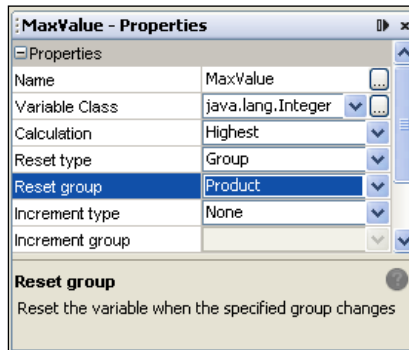 MaxValue - Properties
Properties
Name MaxValue ...
Variable Class java.lang.Integer ...
Calculation Highest
Reset type Group
Reset group Product
Increment type None
Increment group
Reset group
Reset the variable when the specified group changes